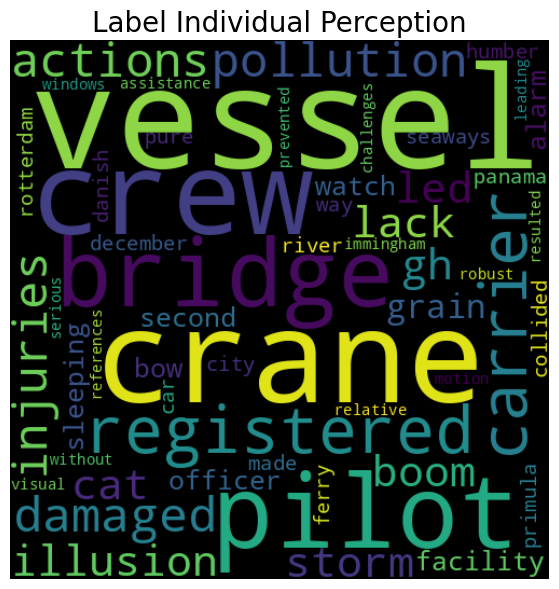 Label Individual Perception
actions
pollution
humber
windows
assistance
vessel
alarm
leading
prevented
challenges
rotterdam
pure
seaways
danish
crew
watch
led
panama
way
lack
carrier
resulted
december
river
immingham
bridge
gh
robust
collided
injuries
serious
second
grain
sleeping
references
crane
bow
city
car
motion
relative
registered
without
visual
cat
officer
made
boom
ferry
primula
damaged
pilot
illusion
storm
facility